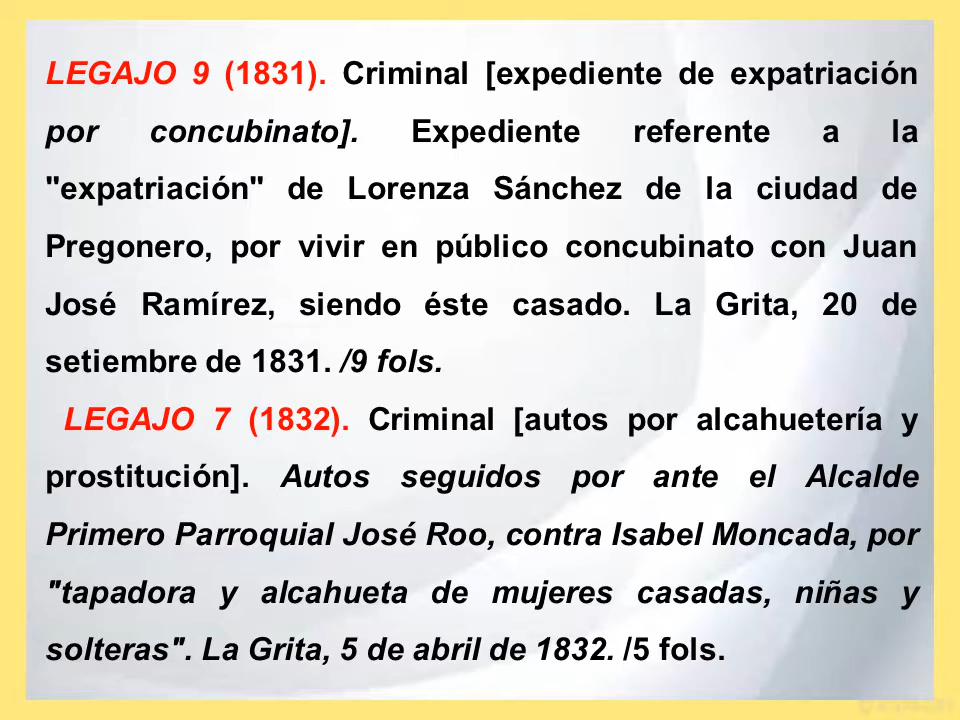 LEGAJO 9 (1831). Criminal [expediente de expatriación
por concubinato]. Expediente referente a la
"expatriación" de Lorenza Sánchez de la ciudad de
Pregonero, por vivir en público concubinato con Juan
José Ramírez, siendo éste casado. La Grita, 20 de
setiembre de 1831. /9 fols.
LEGAJO 7 (1832). Criminal [autos por alcahuetería y
prostitución]. Autos seguidos por ante el Alcalde
Primero Parroquial José Roo, contra Isabel Moncada, por
"tapadora y alcahueta de mujeres casadas, niñas y
solteras". La Grita, 5 de abril de 1832. /5 fols.